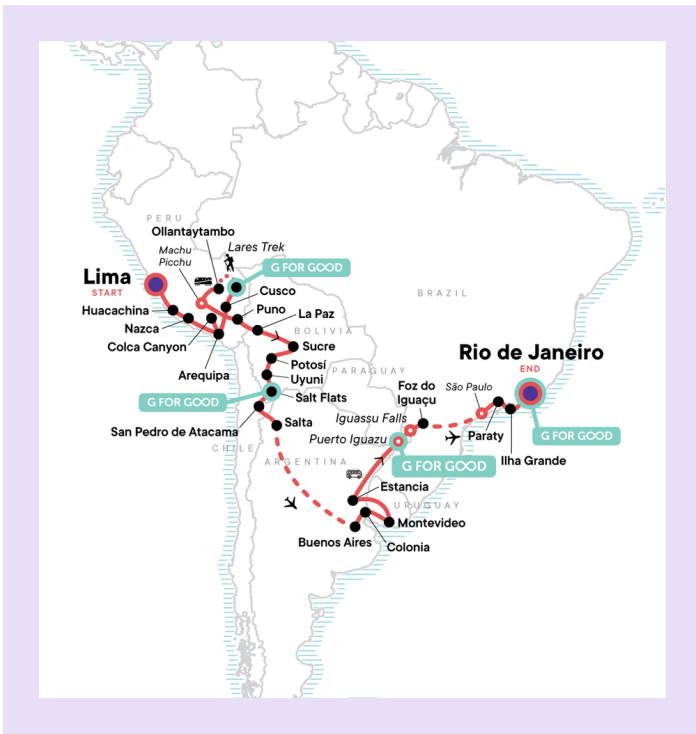 PERU
Ollantaytambo
Machu
Picchu
Lares Trek
G FOR GOOD
Lima
START
Cusco
Huacachina
Puno
Nazca
La Paz
Colca Canyon
BOLIVIA
BRAZIL
Sucre
Arequipa
Potosí
Uyuni
PARAGUAY
Rio de Janeiro
END
G FOR GOOD
Salt Flats
Foz do
Iguaçu
São Paulo
San Pedro de Atacama
Salta
Iguassu Falls
Puerto Iguazu
Paraty
G FOR GOOD
CHILE
ARGENTINA
G FOR GOOD
Ilha Grande
Estancia
URUGUAY
Montevideo
Buenos Aires
Colonia